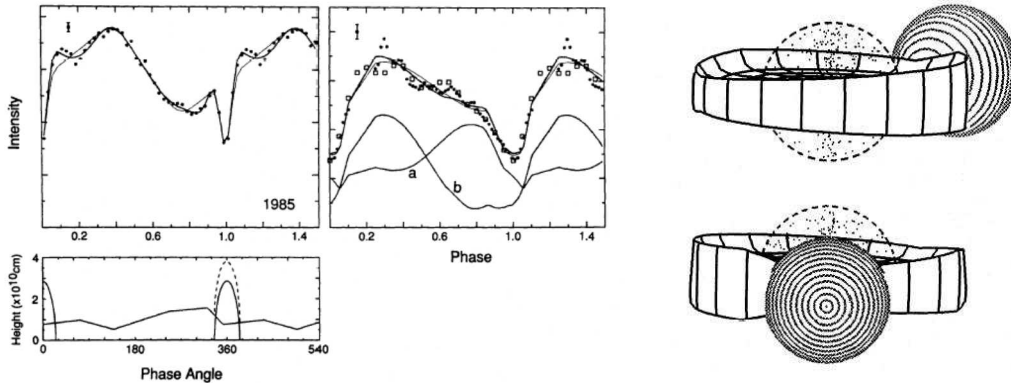 Intensity
1985
0.2 0.6 1.0 1.4
a
b
0.2 0.6 1.0 1.4
Phase
Height (x10¹⁰cm)
4
2
0
0 180 360 540
Phase Angle